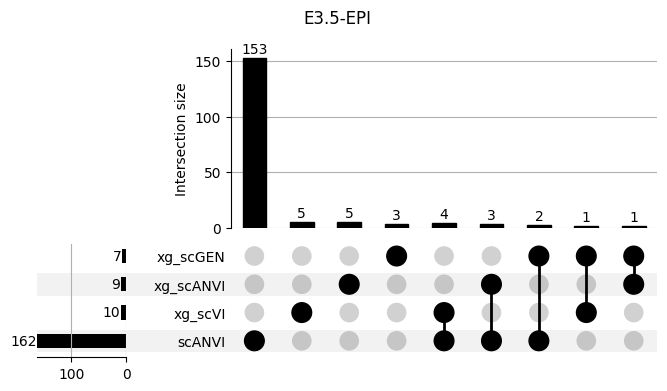 E3.5-EPI
Intersection size
150
100
50
0
153
5
5
3
4
3
2
1
1
7 xg_scGEN
9 xg_scANVI
10 xg_scVI
162 scANVI
100 0